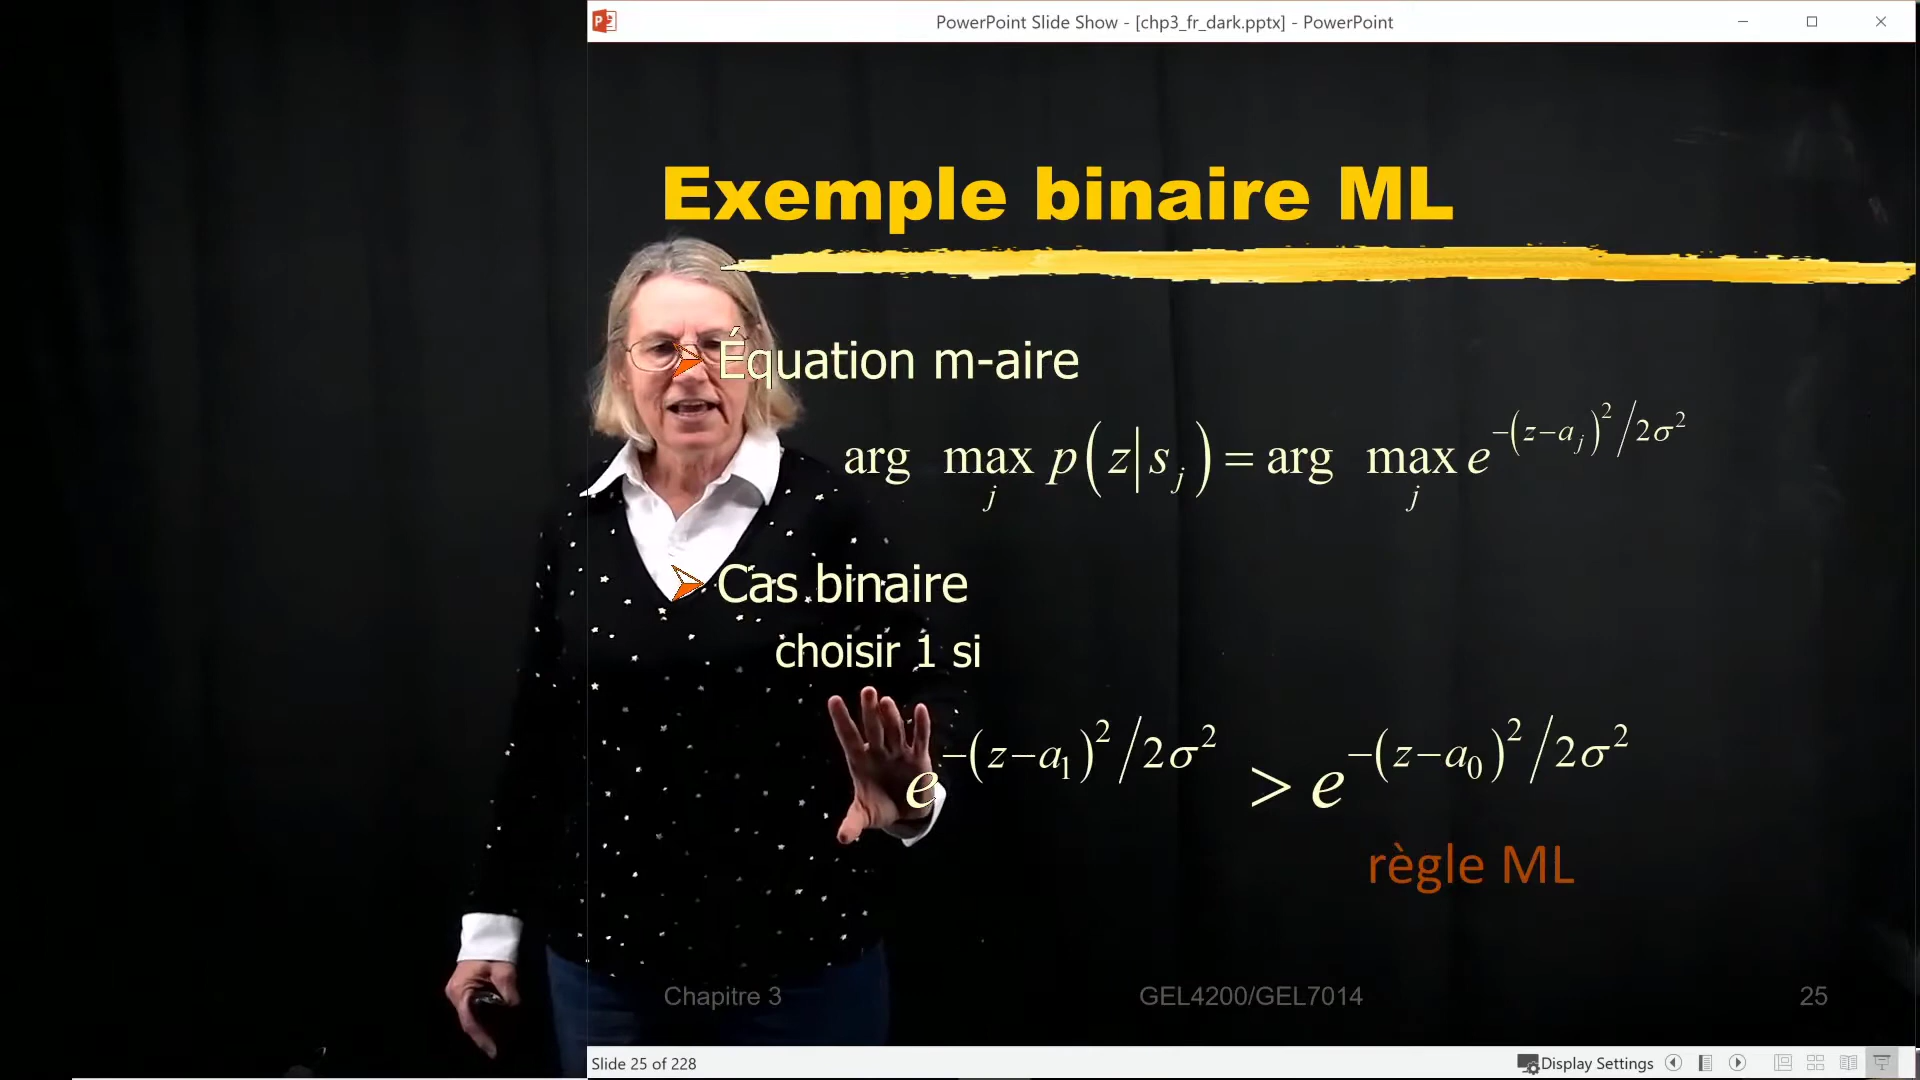 PowerPoint Slide Show - [chp3_fr_dark.pptx] - PowerPoint
Exemple binaire ML
Équation m-aire
arg max_j p(z|s_j) = arg max_j e^{-(z-a_j)^2/2σ^2}
Cas binaire
choisir 1 si
e^{-(z-a_1)^2/2σ^2} > e^{-(z-a_0)^2/2σ^2}
règle ML
Chapitre 3 GEL4200/GEL7014 25
Slide 25 of 228 Display Settings